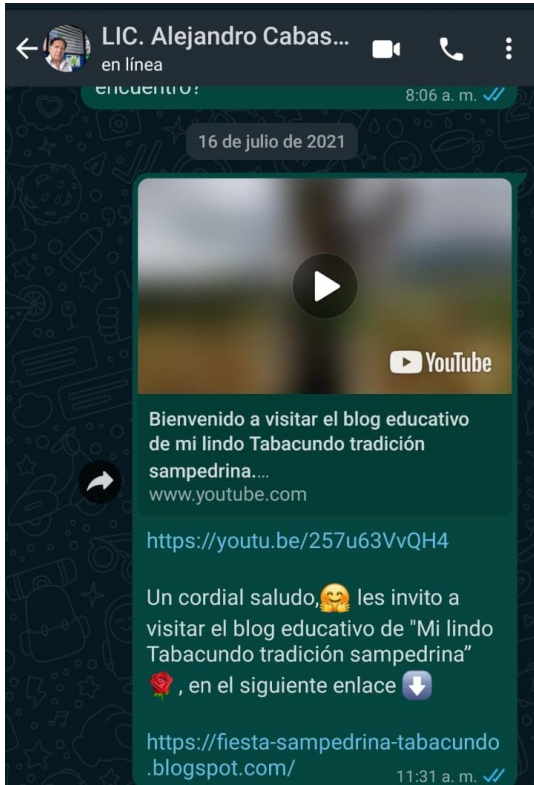 LIC. Alejandro Cabas...
en línea
encuentro?
8:06 a. m.
16 de julio de 2021
YouTube
Bienvenido a visitar el blog educativo
de mi lindo Tabacundo tradición
sampedrina....
www.youtube.com
https://youtu.be/257u63VvQH4
Un cordial saludo,🤗 les invito a
visitar el blog educativo de "Mi lindo
Tabacundo tradición sampedrina”
🌹, en el siguiente enlace ⬇️
https://fiesta-sampedrina-tabacundo
.blogspot.com/
11:31 a. m.